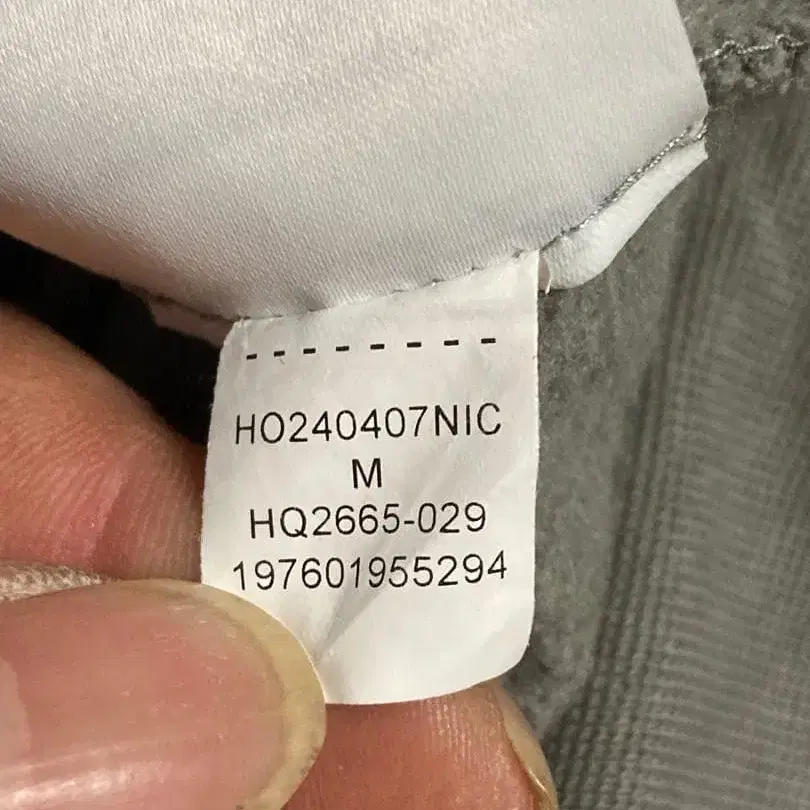 --------
HO240407NIC
M
HQ2665-029
197601955294